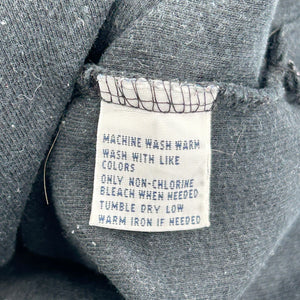 MACHINE WASH WARM
WASH WITH LIKE
COLORS
ONLY NON-CHLORINE
BLEACH WHEN NEEDED
TUMBLE DRY LOW
WARM IRON IF NEEDED